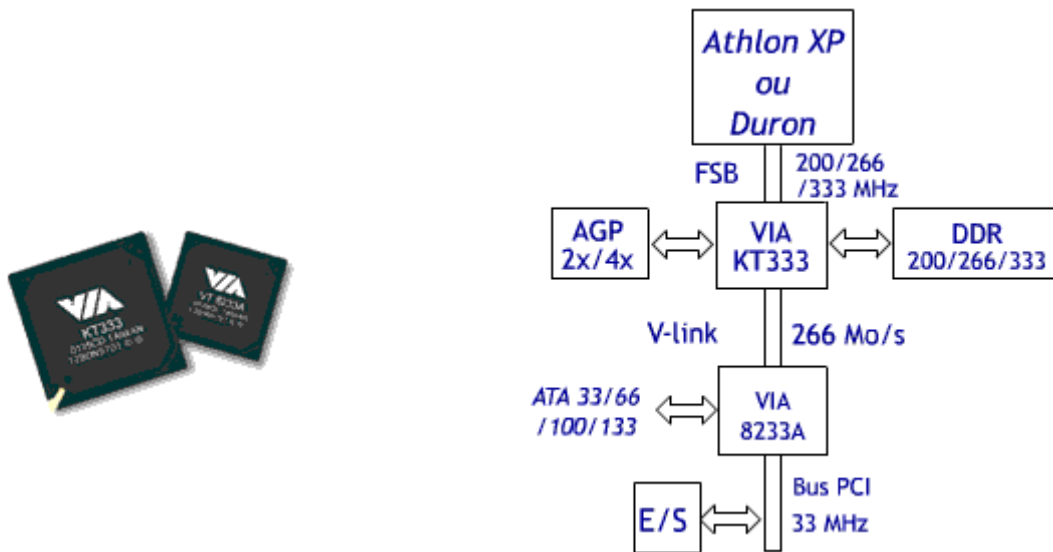 Athlon XP
ou
Duron
FSB
200/266
/333 MHz
AGP
2x/4x
VIA
KT333
DDR
200/266/333
V-link
266 Mo/s
ATA 33/66
/100/133
VIA
8233A
Bus PCI
33 MHz
E/S
VIA
KT333
VIA
VT 8233A